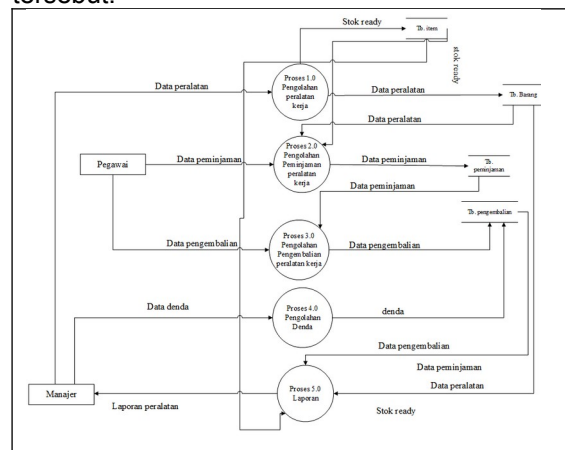 tersebut.
Stok ready
Tb. item
stok ready
Proses 1.0
Pengolahan
peralatan
kerja
Data peralatan
Data peralatan
Tb. Barang
Data peralatan
Pegawai
Data peminjaman
Proses 2.0
Pengolahan
Peminjaman
peralatan
kerja
Data peminjaman
Tb.
peminjaman
Data peminjaman
Tb. pengembalian
Data pengembalian
Proses 3.0
Pengolahan
Pengembalian
peralatan kerja
Data pengembalian
Data denda
Proses 4.0
Pengolahan
Denda
denda
Data pengembalian
Data peminjaman
Data peralatan
Manajer
Laporan peralatan
Proses 5.0
Laporan
Stok ready